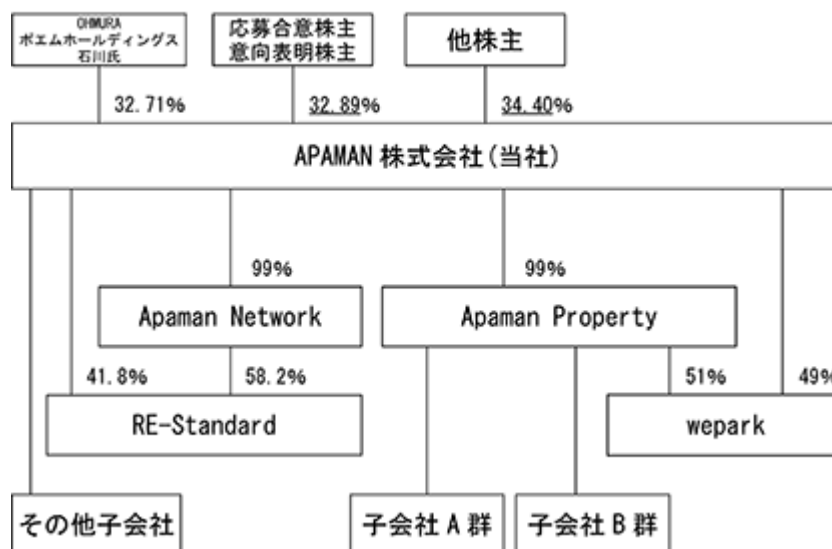 OHMURA
ポエムホールディングス
石川氏
応募合意株主
意向表明株主
他株主
32.71%
32.89%
34.40%
APAMAN 株式会社(当社)
99%
99%
Apaman Network
Apaman Property
41.8%
58.2%
51%
49%
RE-Standard
wepark
その他子会社
子会社 A 群
子会社 B 群